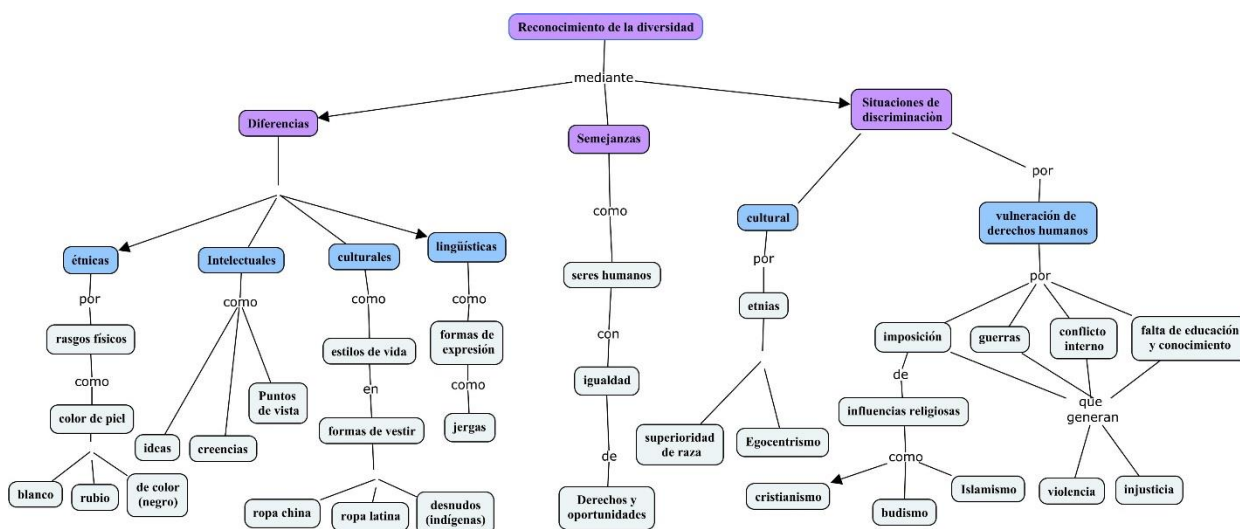 Reconocimiento de la diversidad
mediante
Diferencias
Semejanzas
Situaciones de
discriminaciòn
por
como
cultural
vulneración de
derechos humanos
étnicas
Intelectuales
culturales
lingüísticas
por
seres humanos
por
por
como
como
como
etnias
rasgos físicos
estilos de vida
formas de
expresión
con
imposición
guerras
conflicto
interno
falta de educación
y conocimiento
como
en
como
igualdad
de
Puntos
de vista
que
generan
color de piel
formas de vestir
jergas
influencias religiosas
ideas
creencias
superioridad
de raza
Egocentrismo
de
como
blanco
rubio
de color
(negro)
ropa china
ropa latina
desnudos
(indígenas)
Derechos y
oportunidades
cristianismo
budismo
Islamismo
violencia
injusticia